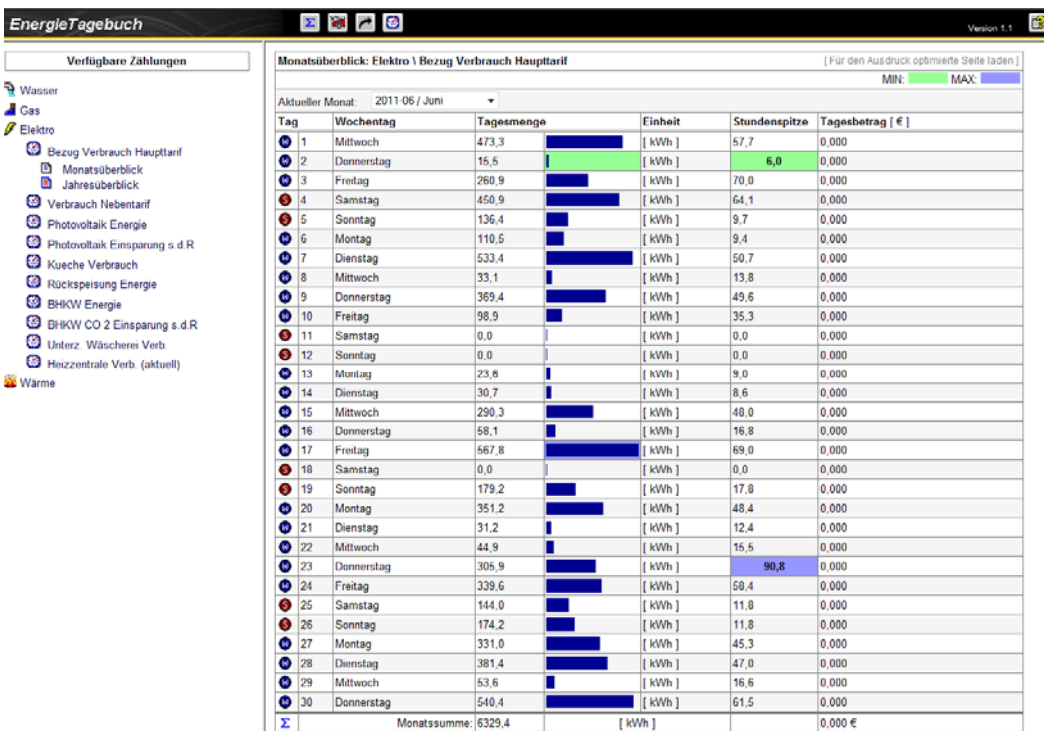 EnergieTagebuch
Version 1.1
Verfügbare Zählungen
Wasser
Gas
Elektro
Bezug Verbrauch Haupttarif
Monatsüberblick
Jahresüberblick
Verbrauch Nebentarif
Photovoltaik Energie
Photovoltaik Einsparung s.d.R
Kueche Verbrauch
Rückspeisung Energie
BHKW Energie
BHKW CO 2 Einsparung s.d.R
Unterz. Wäscherei Verb.
Heizzentrale Verb. (aktuell)
Wärme
Monatsüberblick: Elektro \ Bezug Verbrauch Haupttarif [ Für den Ausdruck optimierte Seite laden ]
MIN: MAX:
Aktueller Monat: 2011-06 / Juni
Tag Wochentag Tagesmenge Einheit Stundenspitze Tagesbetrag [ € ]
W 1 Mittwoch 473,3 [ kWh ] 57,7 0,000
W 2 Donnerstag 15,5 [ kWh ] 6,0 0,000
W 3 Freitag 260,9 [ kWh ] 70,0 0,000
S 4 Samstag 450,9 [ kWh ] 64,1 0,000
S 5 Sonntag 136,4 [ kWh ] 9,7 0,000
W 6 Montag 110,5 [ kWh ] 9,4 0,000
W 7 Dienstag 533,4 [ kWh ] 50,7 0,000
W 8 Mittwoch 33,1 [ kWh ] 13,8 0,000
W 9 Donnerstag 369,4 [ kWh ] 49,6 0,000
W 10 Freitag 98,9 [ kWh ] 35,3 0,000
S 11 Samstag 0,0 [ kWh ] 0,0 0,000
S 12 Sonntag 0,0 [ kWh ] 0,0 0,000
W 13 Montag 23,6 [ kWh ] 9,0 0,000
W 14 Dienstag 30,7 [ kWh ] 8,6 0,000
W 15 Mittwoch 290,3 [ kWh ] 48,0 0,000
W 16 Donnerstag 58,1 [ kWh ] 16,8 0,000
W 17 Freitag 567,8 [ kWh ] 69,0 0,000
S 18 Samstag 0,0 [ kWh ] 0,0 0,000
S 19 Sonntag 179,2 [ kWh ] 17,8 0,000
W 20 Montag 351,2 [ kWh ] 48,4 0,000
W 21 Dienstag 31,2 [ kWh ] 12,4 0,000
W 22 Mittwoch 44,9 [ kWh ] 15,5 0,000
W 23 Donnerstag 305,9 [ kWh ] 90,8 0,000
W 24 Freitag 339,6 [ kWh ] 58,4 0,000
S 25 Samstag 144,0 [ kWh ] 11,8 0,000
S 26 Sonntag 174,2 [ kWh ] 11,8 0,000
W 27 Montag 331,0 [ kWh ] 45,3 0,000
W 28 Dienstag 381,4 [ kWh ] 47,0 0,000
W 29 Mittwoch 53,6 [ kWh ] 16,6 0,000
W 30 Donnerstag 540,4 [ kWh ] 61,5 0,000
Σ Monatssumme: 6329,4 [ kWh ] 0,000 €